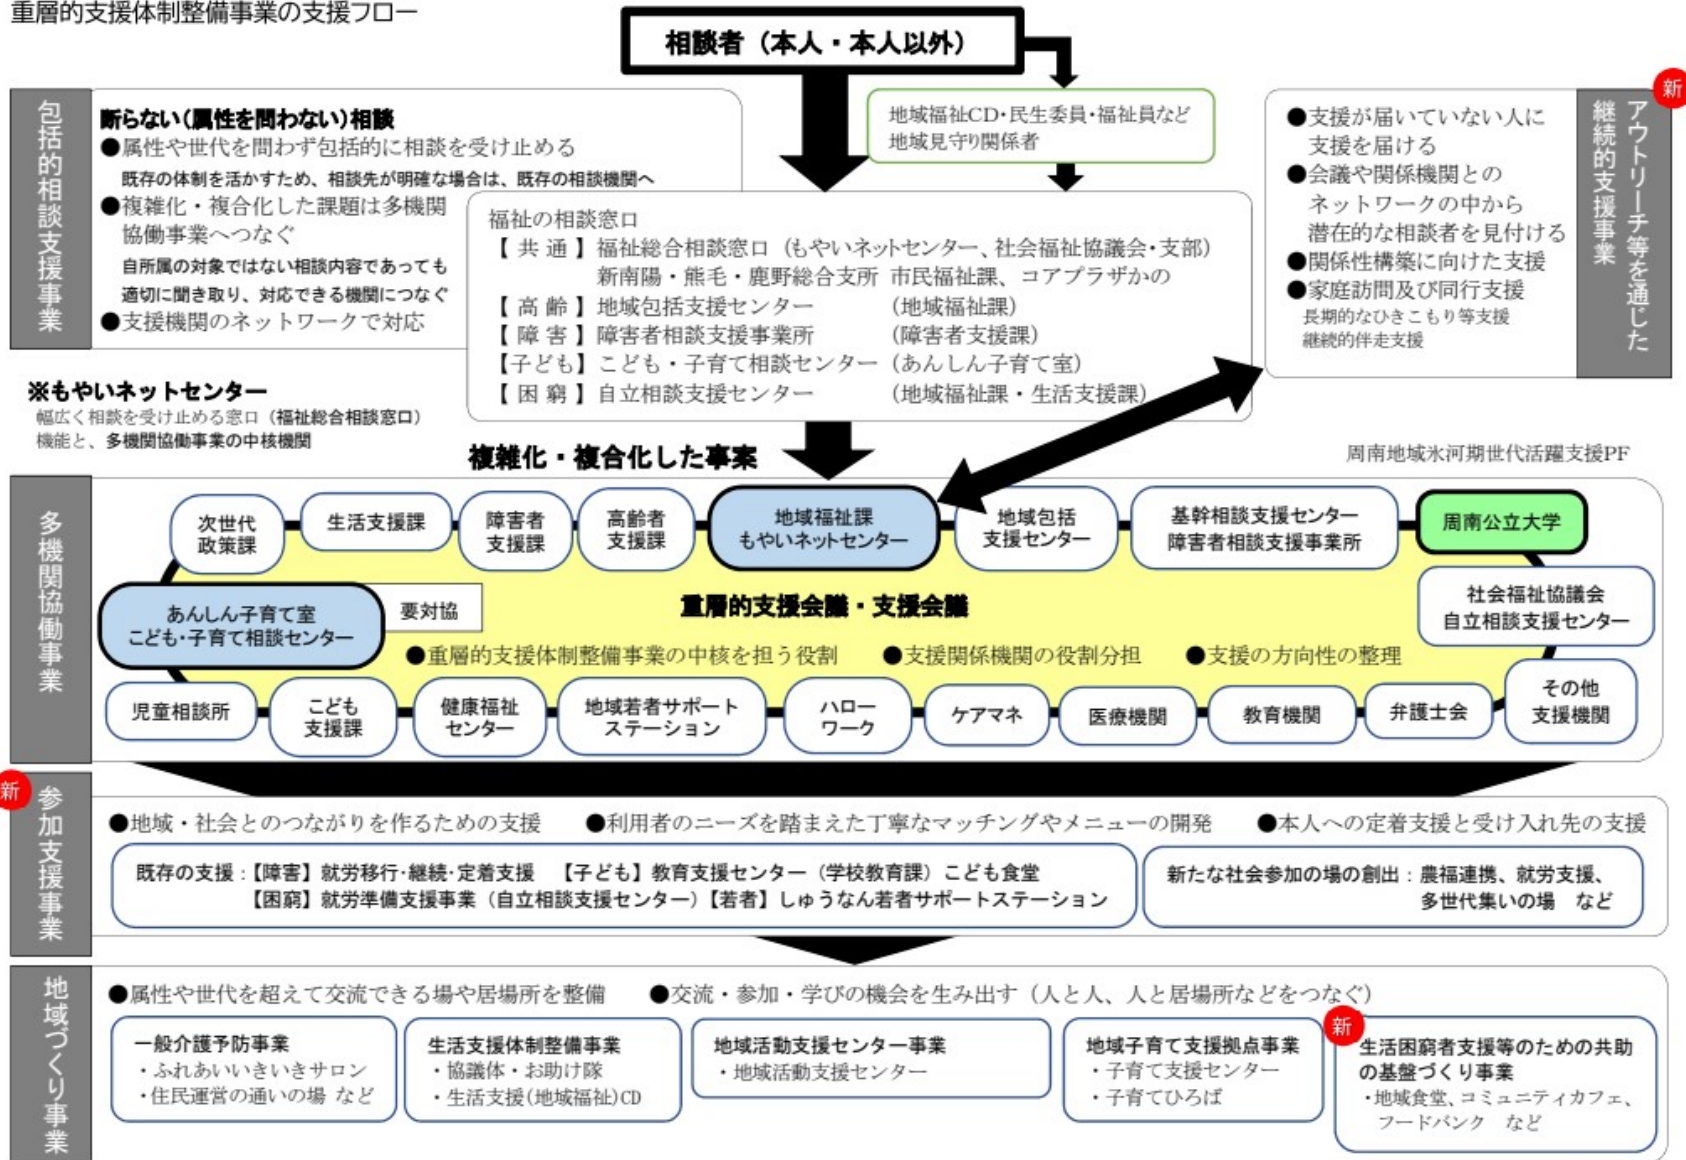 重層的支援体制整備事業の支援フロー
相談者（本人・本人以外）
包括的相談支援事業
断らない（属性を問わない）相談
●属性や世代を問わず包括的に相談を受け止める
既存の体制を活かすため、相談先が明確な場合は、既存の相談機関へ
●複雑化・複合化した課題は多機関
協働事業へつなぐ
自所属の対象ではない相談内容であっても
適切に聞き取り、対応できる機関につなぐ
●支援機関のネットワークで対応
地域福祉CD・民生委員・福祉員など
地域見守り関係者
福祉の相談窓口
【 共 通 】福祉総合相談窓口（もやいネットセンター、社会福祉協議会・支部）
新南陽・熊毛・鹿野総合支所 市民福祉課、コアプラザかの
【 高 齢 】地域包括支援センター （地域福祉課）
【 障 害 】障害者相談支援事業所 （障害者支援課）
【子ども】こども・子育て相談センター（あんしん子育て室）
【 困 窮 】自立相談支援センター （地域福祉課・生活支援課）
新
アウトリーチ等を通じた
継続的支援事業
●支援が届いていない人に
支援を届ける
●会議や関係機関との
ネットワークの中から
潜在的な相談者を見付ける
●関係性構築に向けた支援
●家庭訪問及び同行支援
長期的なひきこもり等支援
継続的伴走支援
※もやいネットセンター
幅広く相談を受け止める窓口（福祉総合相談窓口）
機能と、多機関協働事業の中核機関
複雑化・複合化した事案
周南地域氷河期世代活躍支援PF
多機関協働事業
次世代
政策課
生活支援課
障害者
支援課
高齢者
支援課
地域福祉課
もやいネットセンター
地域包括
支援センター
基幹相談支援センター
障害者相談支援事業所
周南公立大学
あんしん子育て室
こども・子育て相談センター
要対協
重層的支援会議・支援会議
社会福祉協議会
自立相談支援センター
●重層的支援体制整備事業の中核を担う役割 ●支援関係機関の役割分担 ●支援の方向性の整理
児童相談所
こども
支援課
健康福祉
センター
地域若者サポート
ステーション
ハロー
ワーク
ケアマネ
医療機関
教育機関
弁護士会
その他
支援機関
新
参加支援事業
●地域・社会とのつながりを作るための支援 ●利用者のニーズを踏まえた丁寧なマッチングやメニューの開発 ●本人への定着支援と受け入れ先の支援
既存の支援：【障害】就労移行・継続・定着支援 【子ども】教育支援センター（学校教育課）こども食堂
【困窮】就労準備支援事業（自立相談支援センター）【若者】しゅうなん若者サポートステーション
新たな社会参加の場の創出：農福連携、就労支援、
多世代集いの場 など
地域づくり事業
●属性や世代を超えて交流できる場や居場所を整備 ●交流・参加・学びの機会を生み出す（人と人、人と居場所などをつなぐ）
一般介護予防事業
・ふれあいいきいきサロン
・住民運営の通いの場 など
生活支援体制整備事業
・協議体・お助け隊
・生活支援(地域福祉)CD
地域活動支援センター事業
・地域活動支援センター
地域子育て支援拠点事業
・子育て支援センター
・子育てひろば
新
生活困窮者支援等のための共助
の基盤づくり事業
・地域食堂、コミュニティカフェ、
フードバンク など